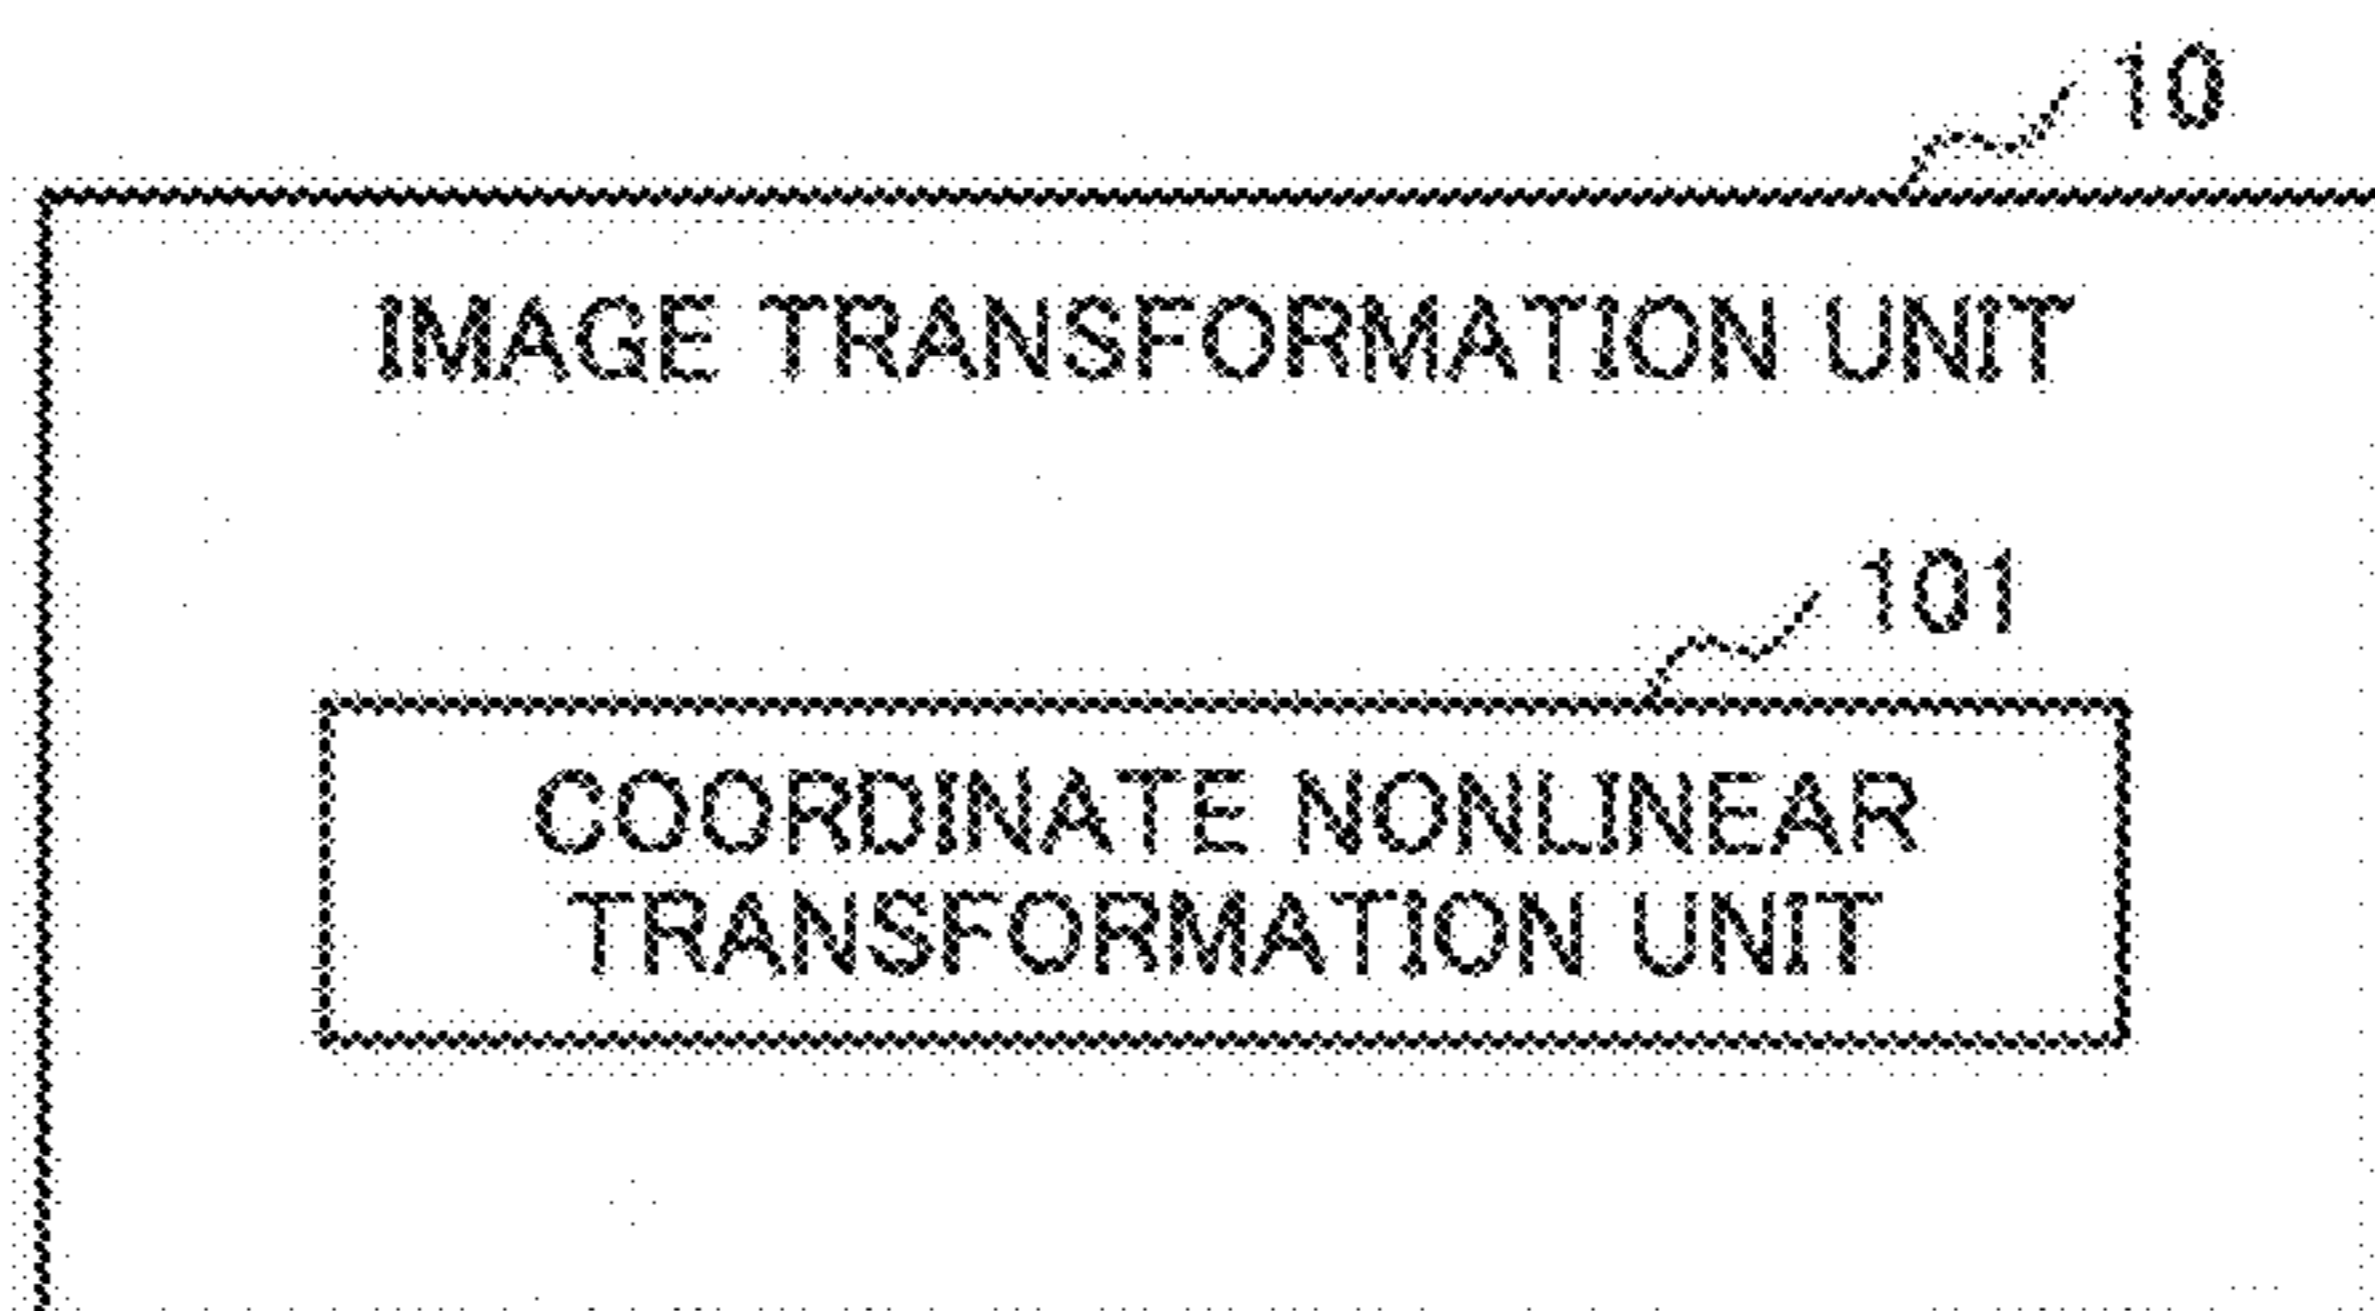 10
IMAGE TRANSFORMATION UNIT
101
COORDINATE NONLINEAR
TRANSFORMATION UNIT